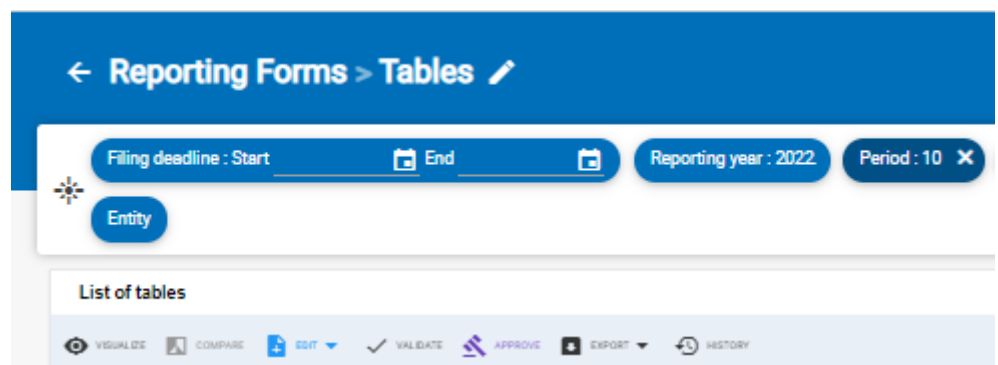 Reporting Forms > Tables
Filing deadline : Start End Reporting year : 2022 Period : 10
Entity
List of tables
VISUALIZE COMPARE EDIT VALIDATE APPROVE EXPORT HISTORY